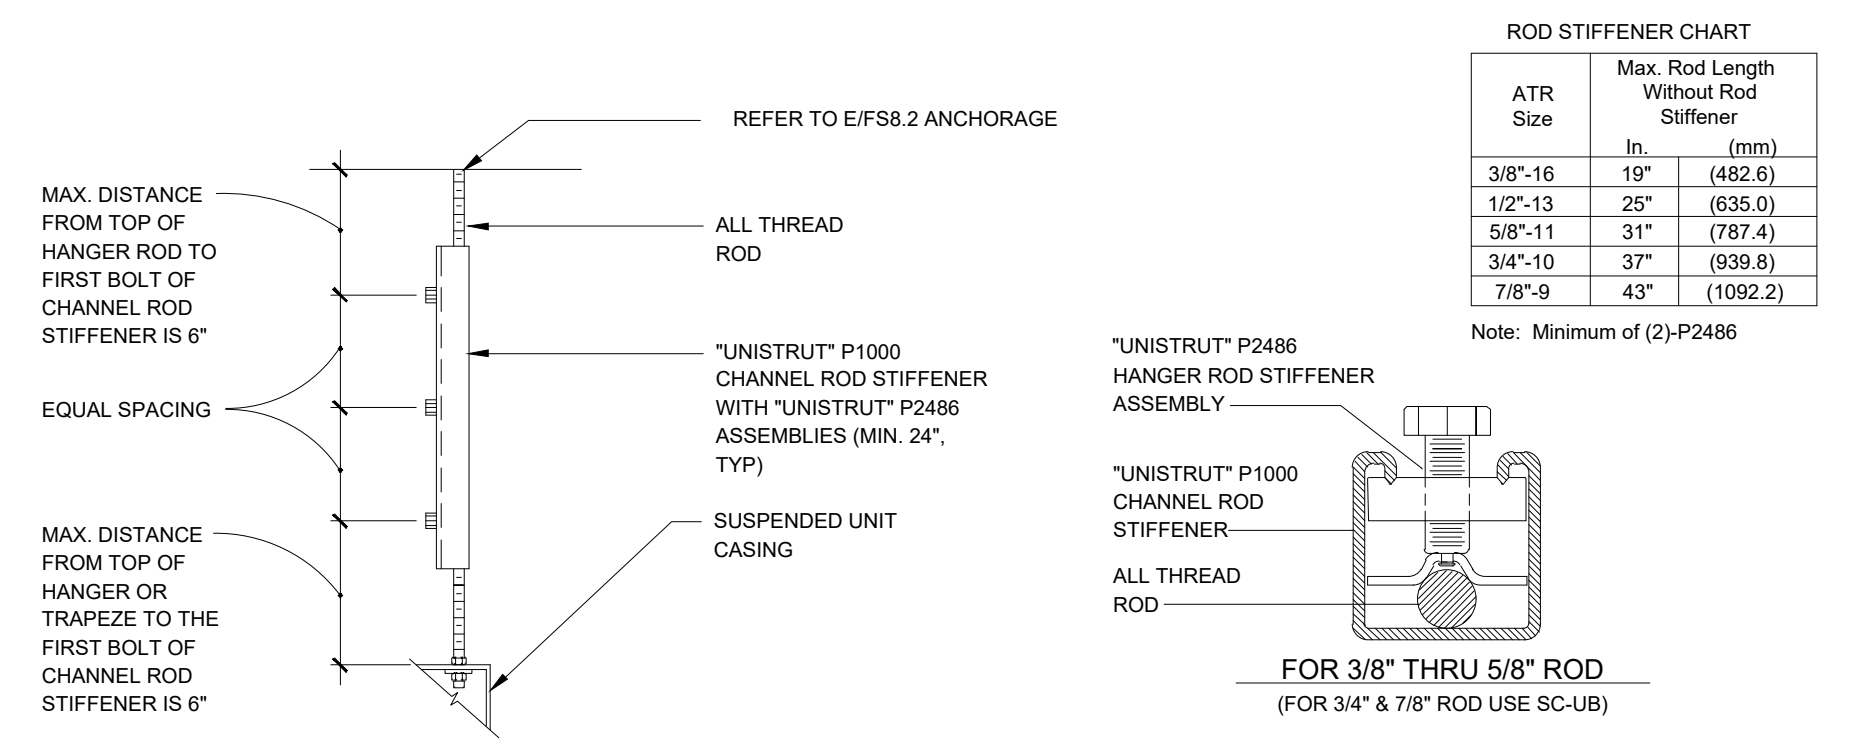 REFER TO E/FS8.2 ANCHORAGE
MAX. DISTANCE
FROM TOP OF
HANGER ROD TO
FIRST BOLT OF
CHANNEL ROD
STIFFENER IS 6"
EQUAL SPACING
MAX. DISTANCE
FROM TOP OF
HANGER OR
TRAPEZE TO THE
FIRST BOLT OF
CHANNEL ROD
STIFFENER IS 6"
ALL THREAD
ROD
"UNISTRUT" P1000
CHANNEL ROD STIFFENER
WITH "UNISTRUT" P2486
ASSEMBLIES (MIN. 24",
TYP)
SUSPENDED UNIT
CASING
ROD STIFFENER CHART
ATR
Size
Max. Rod Length
Without Rod
Stiffener
In. (mm)
3/8"-16 19" (482.6)
1/2"-13 25" (635.0)
5/8"-11 31" (787.4)
3/4"-10 37" (939.8)
7/8"-9 43" (1092.2)
Note: Minimum of (2)-P2486
"UNISTRUT" P2486
HANGER ROD STIFFENER
ASSEMBLY
"UNISTRUT" P1000
CHANNEL ROD
STIFFENER
ALL THREAD
ROD
FOR 3/8" THRU 5/8" ROD
(FOR 3/4" & 7/8" ROD USE SC-UB)